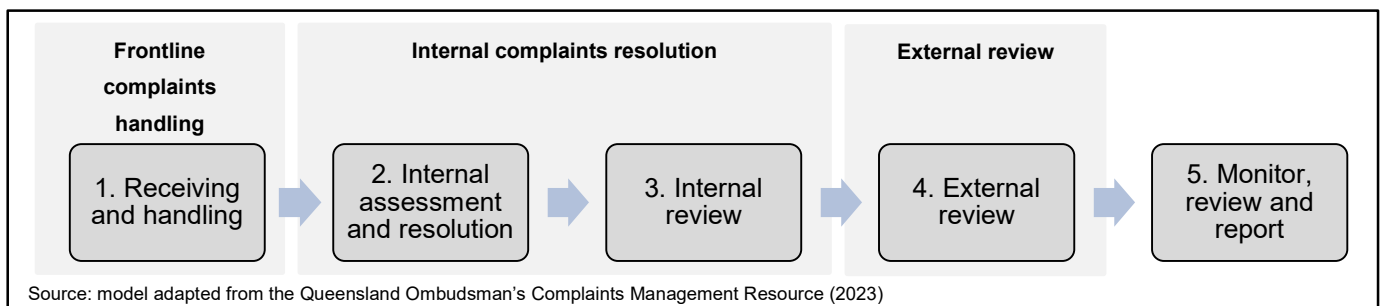 Frontline
complaints
handling
Internal complaints resolution
External review
1. Receiving
and handling
2. Internal
assessment
and resolution
3. Internal
review
4. External
review
5. Monitor,
review and
report
Source: model adapted from the Queensland Ombudsman's Complaints Management Resource (2023)